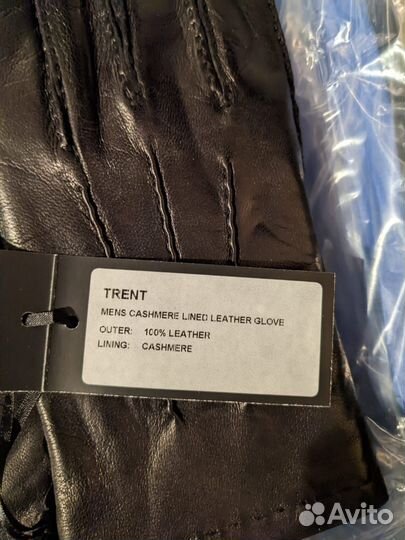 TRENT
MENS CASHMERE LINED LEATHER GLOVE
OUTER: 100% LEATHER
LINING: CASHMERE
Avito